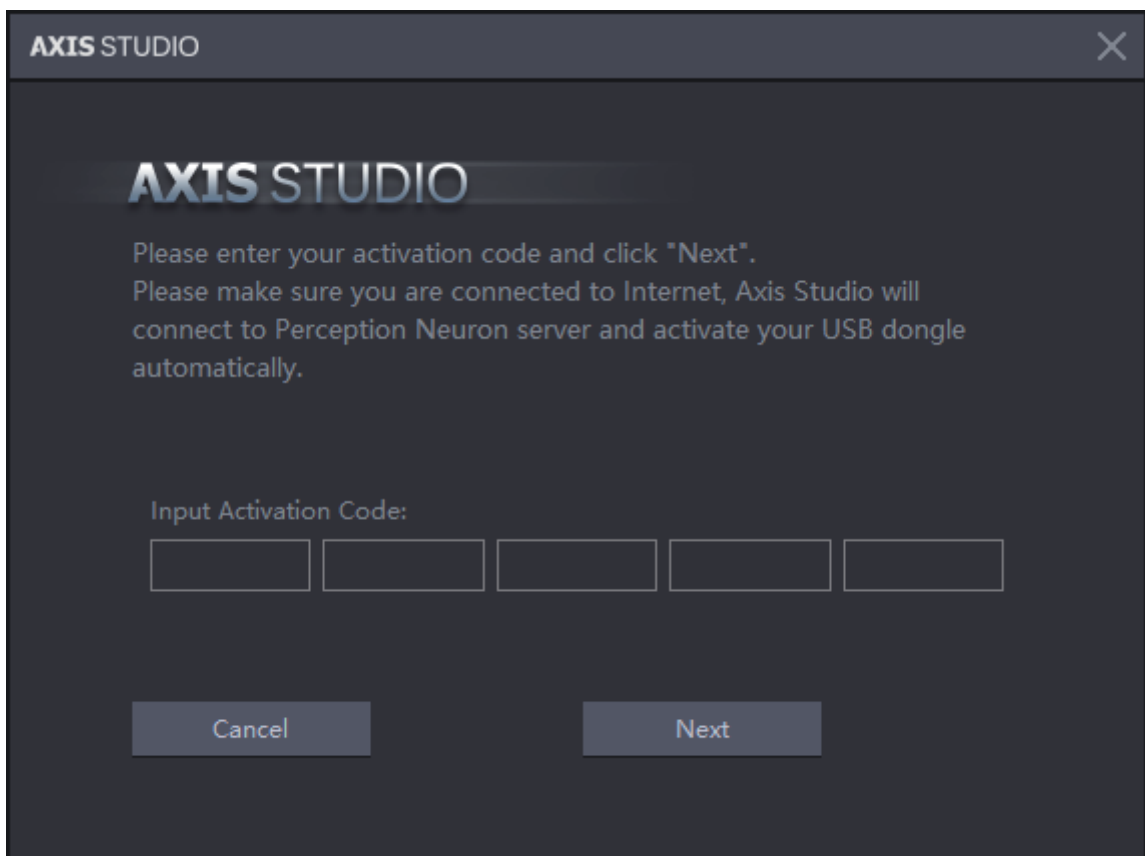 AXIS STUDIO
AXIS STUDIO
Please enter your activation code and click "Next".
Please make sure you are connected to Internet, Axis Studio will
connect to Perception Neuron server and activate your USB dongle
automatically.
Input Activation Code:
Cancel
Next